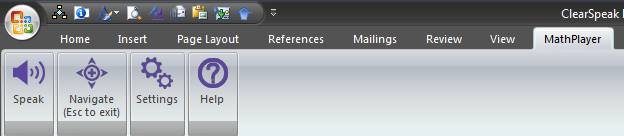 ClearSpeak
Home Insert Page Layout References Mailings Review View MathPlayer
Speak Navigate Settings Help
(Esc to exit)